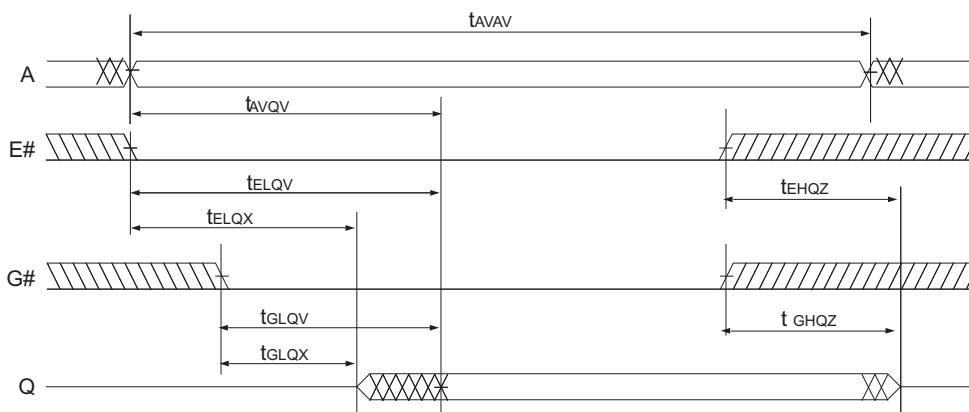 tAVAV
A
tAVQV
E#
tELQV
tEHQZ
tELQX
G#
tGLQV
t GHQZ
tGLQX
Q